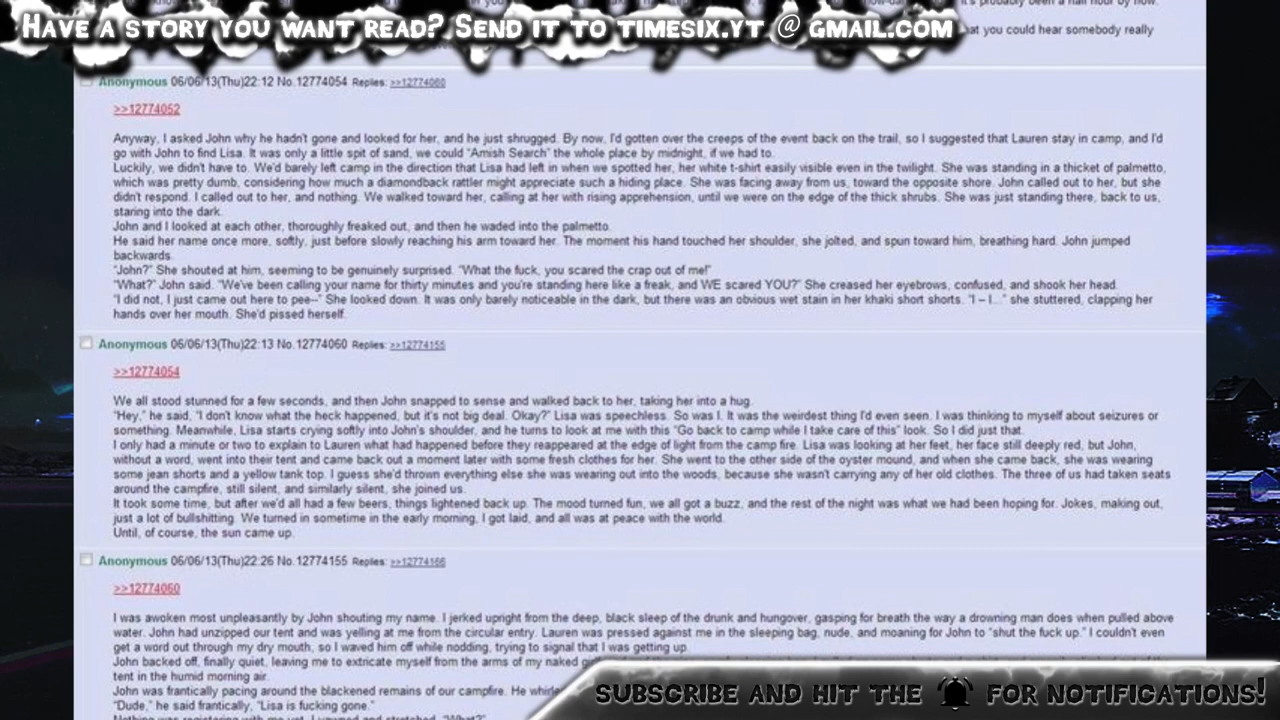 Have a story you want read? Send it to timesix.yt @ gmail.com
it's probably been a half hour by now.
at you could hear somebody really
Anonymous 06/06/13(Thu)22:12 No.12774054 Replies: >>12774060
>>12774052
Anyway, I asked John why he hadn't gone and looked for her, and he just shrugged. By now, I'd gotten over the creeps of the event back on the trail, so I suggested that Lauren stay in camp, and I'd
go with John to find Lisa. It was only a little spit of sand, we could "Amish Search" the whole place by midnight, if we had to.
Luckily, we didn't have to. We'd barely left camp in the direction that Lisa had left in when we spotted her, her white t-shirt easily visible even in the twilight. She was standing in a thicket of palmetto,
which was pretty dumb, considering how much a diamondback rattler might appreciate such a hiding place. She was facing away from us, toward the opposite shore. John called out to her, but she
didn't respond. I called out to her, and nothing. We walked toward her, calling at her with rising apprehension, until we were on the edge of the thick shrubs. She was just standing there, back to us,
staring into the dark.
John and I looked at each other, thoroughly freaked out, and then he waded into the palmetto.
He said her name once more, softly, just before slowly reaching his arm toward her. The moment his hand touched her shoulder, she jolted, and spun toward him, breathing hard. John jumped
backwards.
"John?" She shouted at him, seeming to be genuinely surprised. "What the fuck, you scared the crap out of me!"
"What?" John said. "We've been calling your name for thirty minutes and you're standing here like a freak, and WE scared YOU?" She creased her eyebrows, confused, and shook her head.
"I did not, I just came out here to pee--" She looked down. It was only barely noticeable in the dark, but there was an obvious wet stain in her khaki short shorts. "I – I..." she stuttered, clapping her
hands over her mouth. She'd pissed herself.
Anonymous 06/06/13(Thu)22:13 No.12774060 Replies: >>12774155
>>12774054
We all stood stunned for a few seconds, and then John snapped to sense and walked back to her, taking her into a hug.
"Hey," he said, "I don't know what the heck happened, but it's not big deal. Okay?" Lisa was speechless. So was I. It was the weirdest thing I'd even seen. I was thinking to myself about seizures or
something. Meanwhile, Lisa starts crying softly into John's shoulder, and he turns to look at me with this "Go back to camp while I take care of this" look. So I did just that.
I only had a minute or two to explain to Lauren what had happened before they reappeared at the edge of light from the camp fire. Lisa was looking at her feet, her face still deeply red, but John,
without a word, went into their tent and came back out a moment later with some fresh clothes for her. She went to the other side of the oyster mound, and when she came back, she was wearing
some jean shorts and a yellow tank top. I guess she'd thrown everything else she was wearing out into the woods, because she wasn't carrying any of her old clothes. The three of us had taken seats
around the campfire, still silent, and similarly silent, she joined us.
It took some time, but after we'd all had a few beers, things lightened back up. The mood turned fun, we all got a buzz, and the rest of the night was what we had been hoping for. Jokes, making out,
just a lot of bullshitting. We turned in sometime in the early morning, I got laid, and all was at peace with the world.
Until, of course, the sun came up.
Anonymous 06/06/13(Thu)22:26 No.12774155 Replies: >>12774166
>>12774060
I was awoken most unpleasantly by John shouting my name. I jerked upright from the deep, black sleep of the drunk and hungover, gasping for breath the way a drowning man does when pulled above
water. John had unzipped our tent and was yelling at me from the circular entry. Lauren was pressed against me in the sleeping bag, nude, and moaning for John to "shut the fuck up." I couldn't even
get a word out through my dry mouth, so I waved him off while nodding, trying to signal that I was getting up.
John backed off, finally quiet, leaving me to extricate myself from the arms of my naked
tent in the humid morning air.
John was frantically pacing around the blackened remains of our campfire. He
"Dude," he said frantically, "Lisa is fucking gone."
Nothing was registering with me yet. I yawned and stretched. "What?"
Subscribe and hit the for notifications!